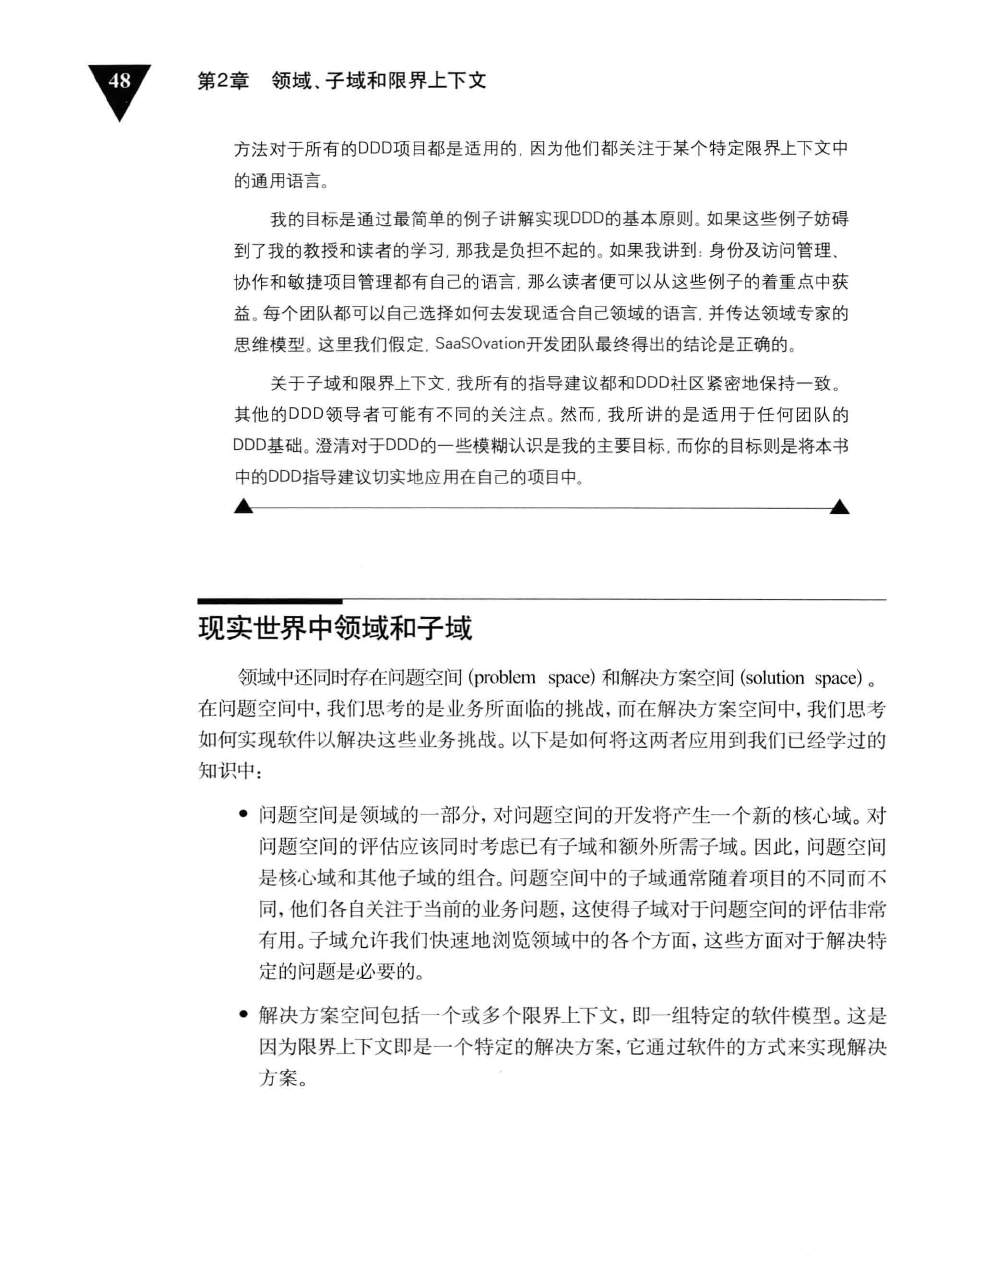 48
第2章 领域、子域和限界上下文
方法对于所有的DDD项目都是适用的，因为他们都关注于某个特定限界上下文中
的通用语言。
我的目标是通过最简单的例子讲解实现DDD的基本原则。如果这些例子妨碍
到了我的教授和读者的学习，那我是负担不起的。如果我讲到：身份及访问管理、
协作和敏捷项目管理都有自己的语言，那么读者便可以从这些例子的着重点中获
益。每个团队都可以自己选择如何去发现适合自己领域的语言，并传达领域专家的
思维模型。这里我们假定，SaaSOvation开发团队最终得出的结论是正确的。
关于子域和限界上下文，我所有的指导建议都和DDD社区紧密地保持一致。
其他的DDD领导者可能有不同的关注点。然而，我所讲的是适用于任何团队的
DDD基础。澄清对于DDD的一些模糊认识是我的主要目标，而你的目标则是将本书
中的DDD指导建议切实地应用在自己的项目中。
现实世界中领域和子域
领域中还同时存在问题空间(problem space)和解决方案空间(solution space)。
在问题空间中，我们思考的是业务所面临的挑战，而在解决方案空间中，我们思考
如何实现软件以解决这些业务挑战。以下是如何将这两者应用到我们已经学过的
知识中：
• 问题空间是领域的一部分，对问题空间的开发将产生一个新的核心域。对
问题空间的评估应该同时考虑已有子域和额外所需子域。因此，问题空间
是核心域和其他子域的组合。问题空间中的子域通常随着项目的不同而不
同，他们各自关注于当前的业务问题，这使得子域对于问题空间的评估非常
有用。子域允许我们快速地浏览领域中的各个方面，这些方面对于解决特
定的问题是必要的。
• 解决方案空间包括一个或多个限界上下文，即一组特定的软件模型。这是
因为限界上下文即是一个特定的解决方案，它通过软件的方式来实现解决
方案。